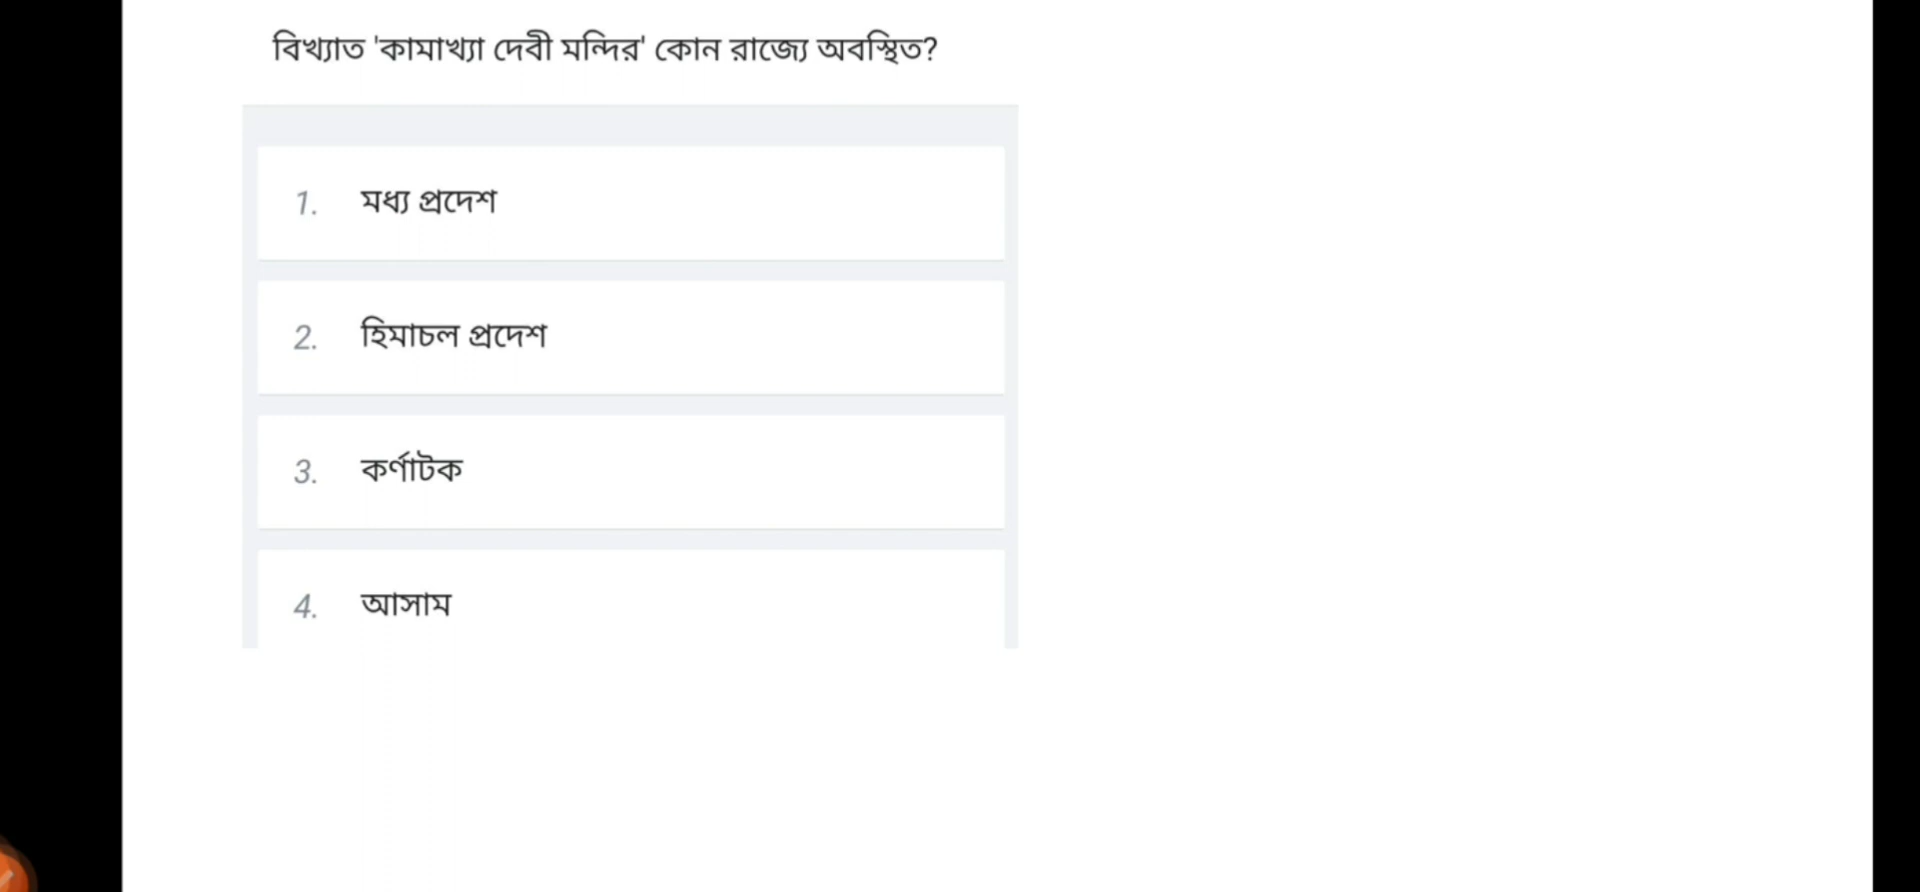 বিখ্যাত 'কামাখ্যা দেবী মন্দির' কোন রাজ্যে অবস্থিত?
1. মধ্য প্রদেশ
2. হিমাচল প্রদেশ
3. কর্ণাটক
4. আসাম